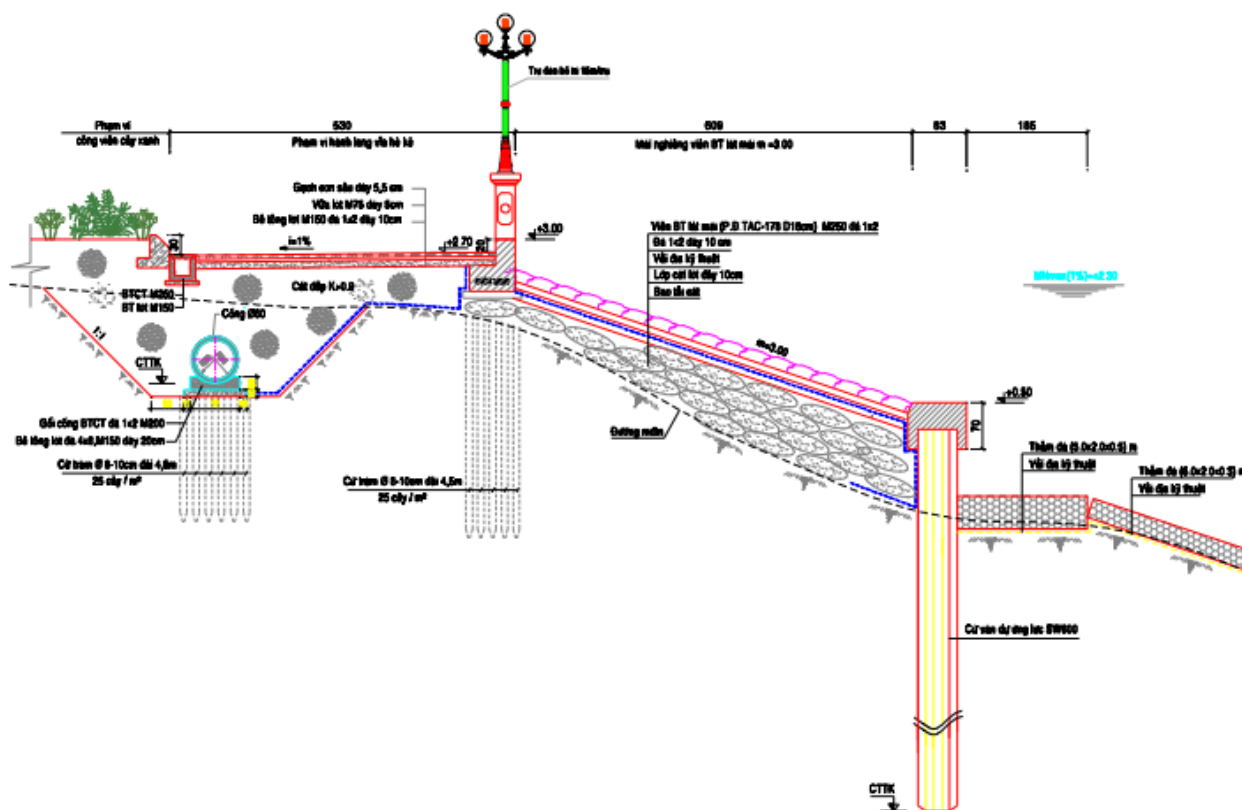 Trụ đèn bố trí 18m/trụ
Phạm vi
công viên cây xanh
530
Phạm vi hành lang vỉa hè kè
609
Mái nghiêng viên BT lát mái m =3.00
63
185
Gạch con sâu dày 5,5 cm
Vữa lót M75 dày 5cm
Bê tông lót M150 đá 1x2 dày 10cm
30
i=1%
+2.70
20
+3.00
Viên BT lát mái (P.D TAC-178 D16cm) M250 đá 1x2
Đá 1x2 dày 10 cm
Vải địa kỹ thuật
Lớp cát lót dày 10cm
Bao tải cát
MNmax(1%)=+2.30
BTCT M250
BT lót M150
Cát đắp K>0.9
Cống Ø60
1:1
CTTK
m=3.00
+0.80
70
Gối cống BTCT đá 1x2 M200
Bê tông lót đá 4x6,M150 dày 20cm
Cừ tràm Ø 8-10cm dài 4,5m
25 cây / m²
Cừ tràm Ø 8-10cm dài 4,5m
25 cây / m²
Thảm đá (5.0x2.0x0.5) m
Vải địa kỹ thuật
Thảm đá (6.0x2.0x0.3) m
Vải địa kỹ thuật
Cừ ván dự ứng lực SW600
CTTK